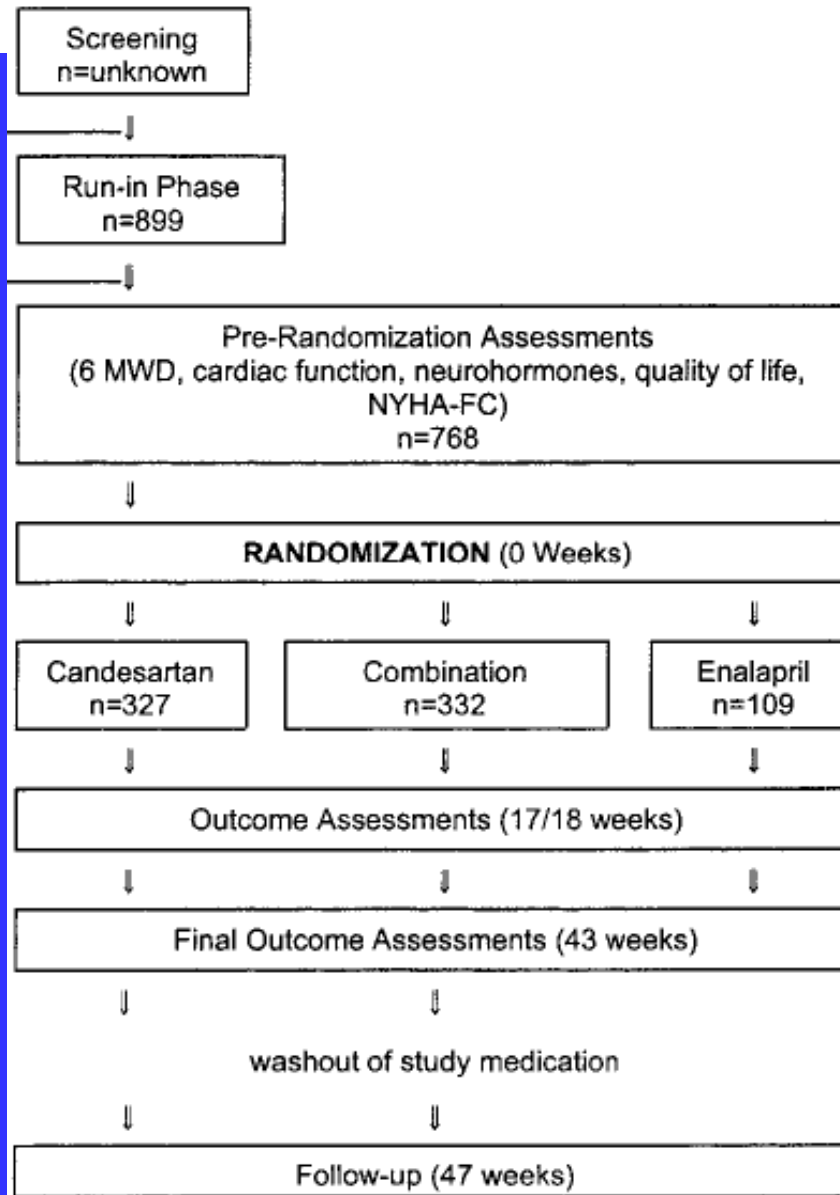 Screening
n=unknown
⇓
Run-in Phase
n=899
⇓
Pre-Randomization Assessments
(6 MWD, cardiac function, neurohormones, quality of life,
NYHA-FC)
n=768
⇓
RANDOMIZATION (0 Weeks)
⇓ ⇓ ⇓
Candesartan
n=327
Combination
n=332
Enalapril
n=109
⇓ ⇓ ⇓
Outcome Assessments (17/18 weeks)
⇓ ⇓ ⇓
Final Outcome Assessments (43 weeks)
⇓ ⇓
washout of study medication
⇓ ⇓
Follow-up (47 weeks)